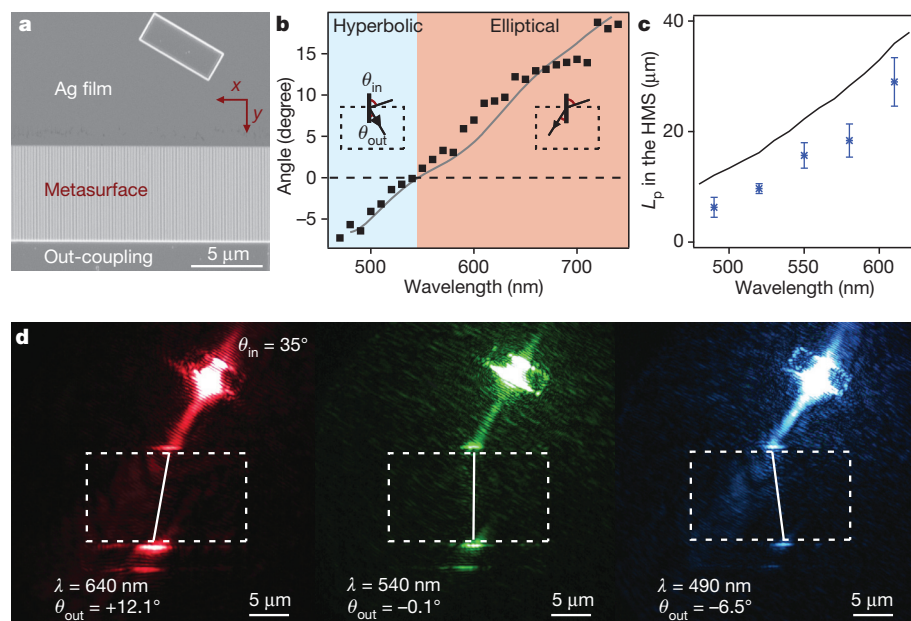 a
Ag film
x
y
Metasurface
Out-coupling
5 μm
b
Hyperbolic
Elliptical
θin
θout
Angle (degree)
15
10
5
0
−5
500
600
700
Wavelength (nm)
c
Lp in the HMS (μm)
40
20
0
500
550
600
Wavelength (nm)
d
θin = 35°
λ = 640 nm
θout = +12.1°
5 μm
λ = 540 nm
θout = −0.1°
5 μm
λ = 490 nm
θout = −6.5°
5 μm